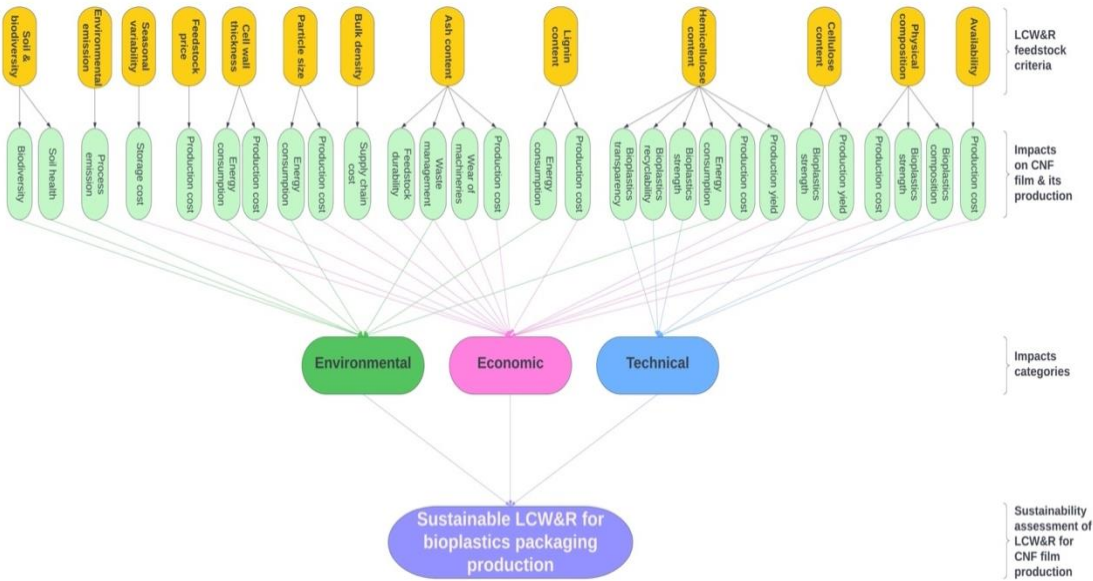 Soil &
biodiversity
Environmental
emission
Seasonal
variability
Feedstock
price
Cell wall
thickness
Particle size
Bulk density
Ash content
Lignin
content
Hemicellulose
content
Cellulose
content
Physical
composition
Availability
LCW&R
feedstock
criteria
Biodiversity
Soil health
Process
emission
Storage cost
Production cost
Energy
consumption
Production cost
Energy
consumption
Production cost
Supply chain
cost
Feedstock
durability
Waste
management
Wear of
machineries
Production cost
Energy
consumption
Production cost
Bioplastics
transparency
Bioplastics
recyclability
Bioplastics
strength
Energy
consumption
Production cost
Production yield
Bioplastics
strength
Production yield
Production cost
Bioplastics
strength
Bioplastics
composition
Production cost
Impacts
on CNF
film & its
production
Environmental
Economic
Technical
Impacts
categories
Sustainable LCW&R for
bioplastics packaging
production
Sustainability
assessment of
LCW&R for
CNF film
production